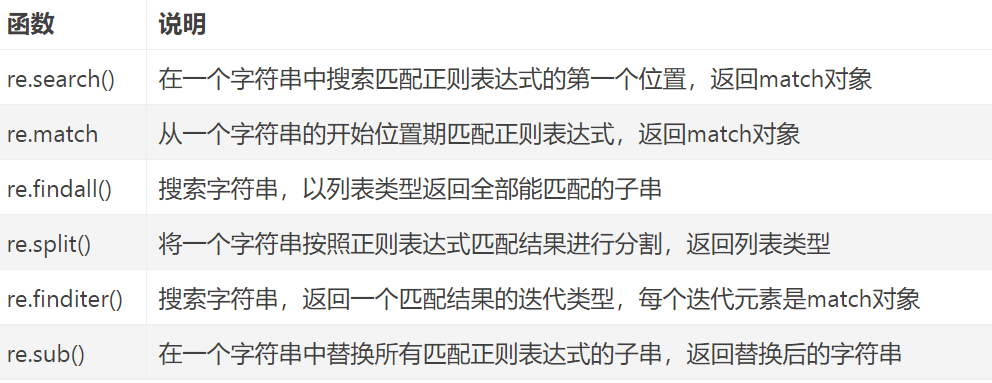 函数 说明
re.search() 在一个字符串中搜索匹配正则表达式的第一个位置，返回match对象
re.match 从一个字符串的开始位置期匹配正则表达式，返回match对象
re.findall() 搜索字符串，以列表类型返回全部能匹配的子串
re.split() 将一个字符串按照正则表达式匹配结果进行分割，返回列表类型
re.finditer() 搜索字符串，返回一个匹配结果的迭代类型，每个迭代元素是match对象
re.sub() 在一个字符串中替换所有匹配正则表达式的子串，返回替换后的字符串